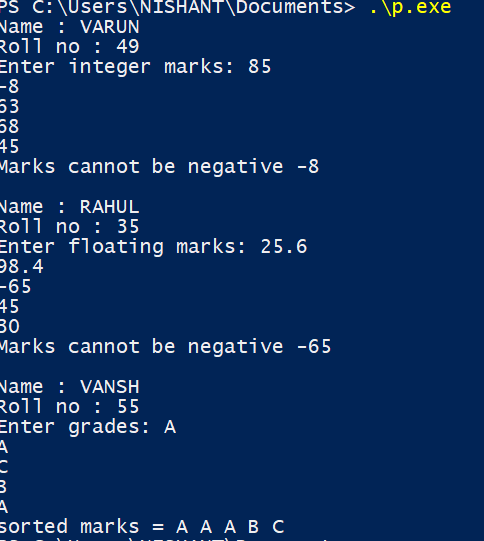 PS C:\Users\NISHANT\Documents> .\p.exe
Name : VARUN
Roll no : 49
Enter integer marks: 85
-8
63
68
45
Marks cannot be negative -8
Name : RAHUL
Roll no : 35
Enter floating marks: 25.6
98.4
-65
45
30
Marks cannot be negative -65
Name : VANSH
Roll no : 55
Enter grades: A
A
C
B
A
sorted marks = A A A B C